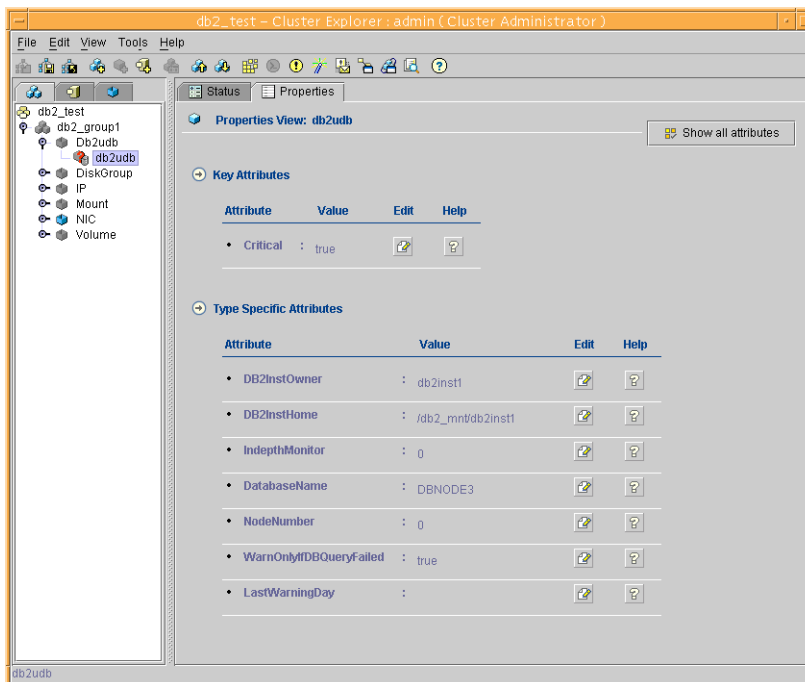 db2_test – Cluster Explorer : admin ( Cluster Administrator )
File Edit View Tools Help
Status Properties
db2_test
db2_group1
Db2udb
db2udb
DiskGroup
IP
Mount
NIC
Volume
Properties View: db2udb
Show all attributes
Key Attributes
Attribute Value Edit Help
• Critical : true
Type Specific Attributes
Attribute Value Edit Help
• DB2InstOwner : db2inst1
• DB2InstHome : /db2_mnt/db2inst1
• IndepthMonitor : 0
• DatabaseName : DBNODE3
• NodeNumber : 0
• WarnOnlyIfDBQueryFailed : true
• LastWarningDay :
db2udb